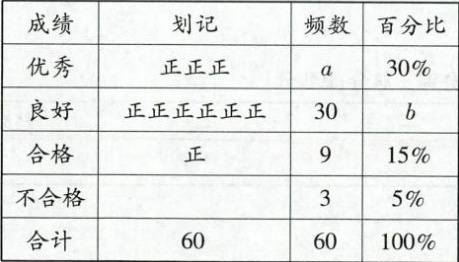 成绩 划记 频数 百分比
优秀 正正正 a 30%
良好 正正正正正正 30 b
合格 正 9 15%
不合格 3 5%
合计 60 60 100%